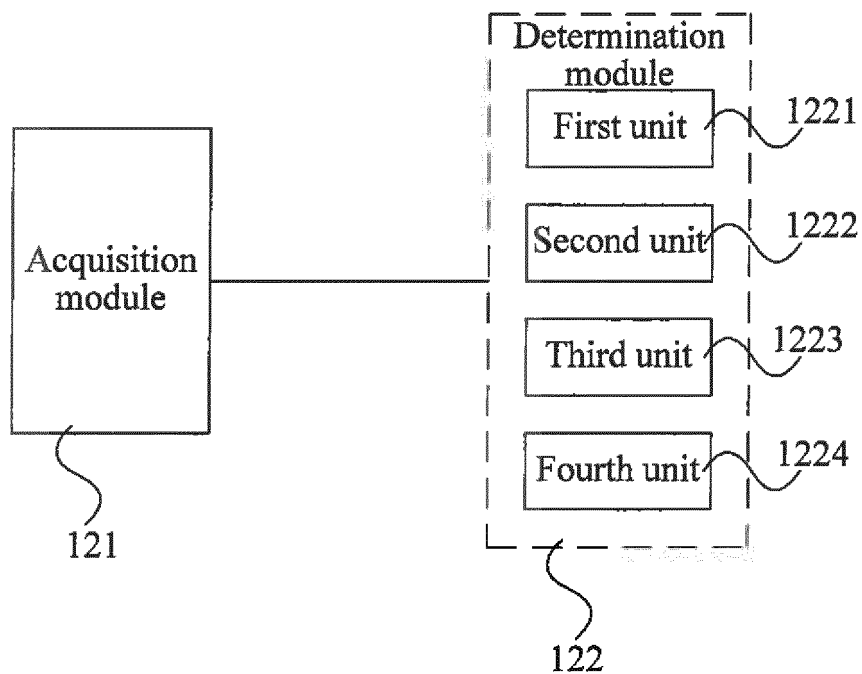 Determination
module
First unit
1221
Second unit
1222
Acquisition
module
Third unit
1223
Fourth unit
1224
121
122